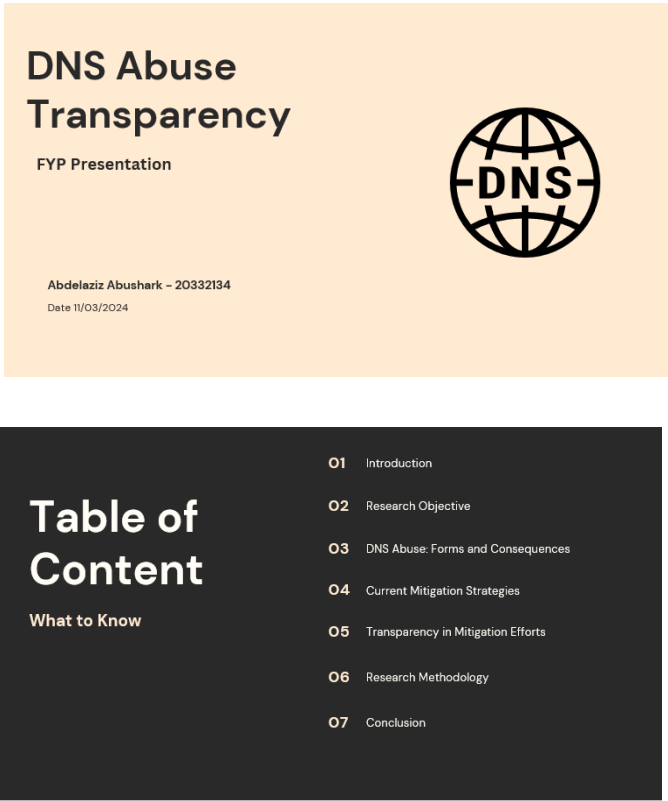 DNS Abuse
Transparency
FYP Presentation
DNS
Abdelaziz Abushark - 20332134
Date 11/03/2024
Table of
Content
What to Know
01 Introduction
02 Research Objective
03 DNS Abuse: Forms and Consequences
04 Current Mitigation Strategies
05 Transparency in Mitigation Efforts
06 Research Methodology
07 Conclusion